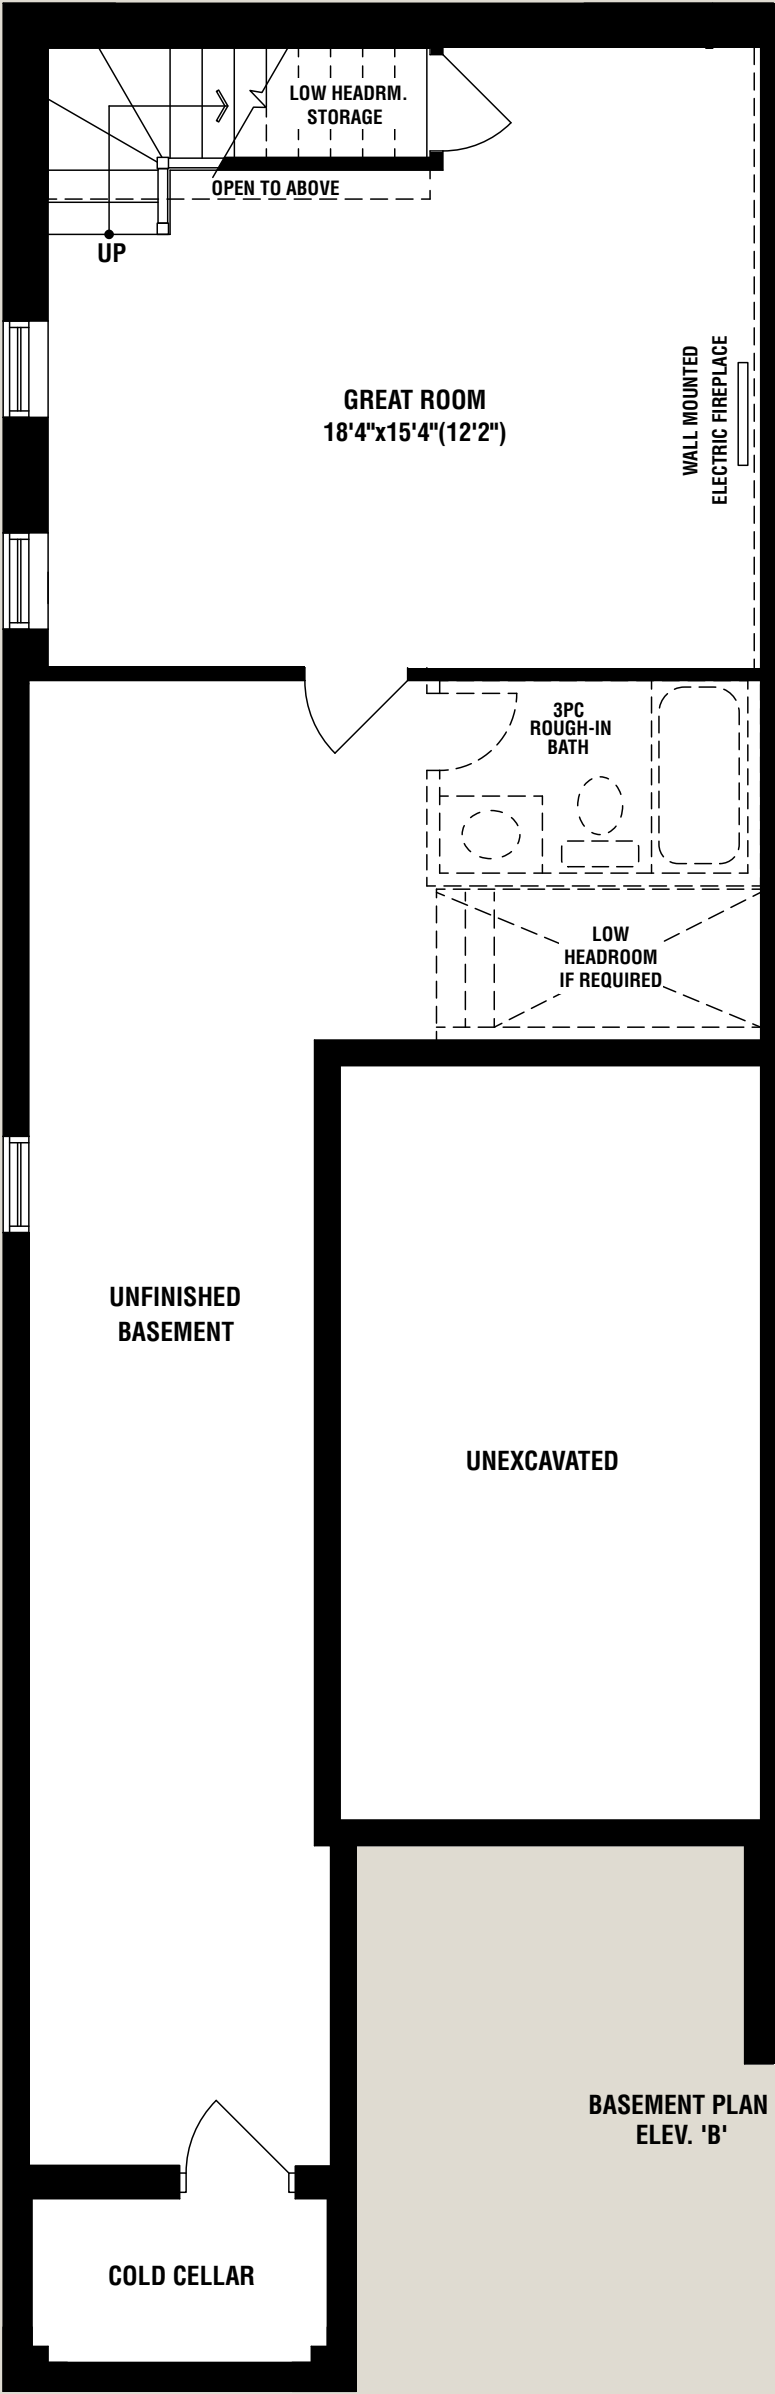 LOW HEADRM.
STORAGE
OPEN TO ABOVE
UP
GREAT ROOM
18'4"x15'4"(12'2")
WALL MOUNTED
ELECTRIC FIREPLACE
3PC
ROUGH-IN
BATH
LOW
HEADROOM
IF REQUIRED
UNFINISHED
BASEMENT
UNEXCAVATED
BASEMENT PLAN
ELEV. 'B'
COLD CELLAR